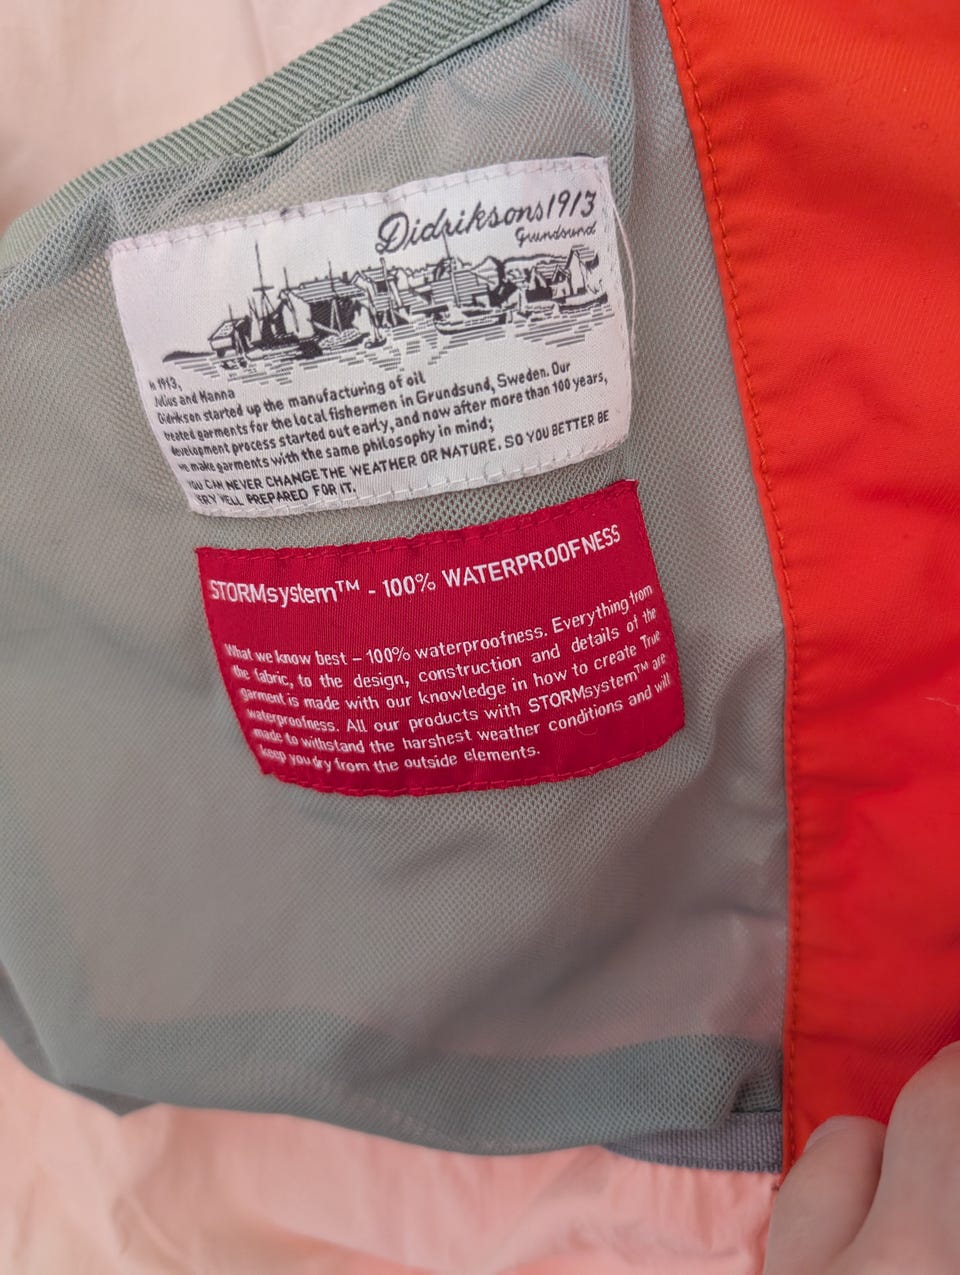 Didriksons1913
Grundsund
In 1913,
Julius and Hanna
Didrikson started up the manufacturing of oil
treated garments for the local fishermen in Grundsund, Sweden. Our
development process started out early, and now after more than 100 years,
we make garments with the same philosophy in mind;
YOU CAN NEVER CHANGE THE WEATHER OR NATURE. SO YOU BETTER BE
VERY WELL PREPARED FOR IT.
STORMsystem™ - 100% WATERPROOFNESS
What we know best – 100% waterproofness. Everything from
the fabric, to the design, construction and details of the
garment is made with our knowledge in how to create True
waterproofness. All our products with STORMsystem™ are
made to withstand the harshest weather conditions and will
keep you dry from the outside elements.